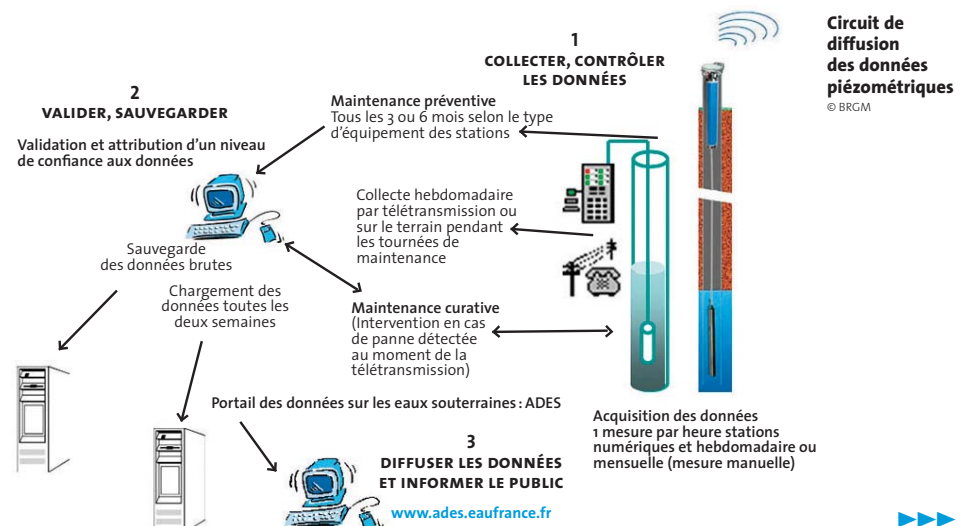 Circuit de
diffusion
des données
piézométriques
© BRGM
1
COLLECTER, CONTRÔLER
LES DONNÉES
2
VALIDER, SAUVEGARDER
Maintenance préventive
Tous les 3 ou 6 mois selon le type
d’équipement des stations
Validation et attribution d’un niveau
de confiance aux données
Collecte hebdomadaire
par télétransmission ou
sur le terrain pendant
les tournées de
maintenance
Sauvegarde
des données brutes
Chargement des
données toutes les
deux semaines
Maintenance curative
(Intervention en cas
de panne détectée
au moment de la
télétransmission)
Portail des données sur les eaux souterraines : ADES
Acquisition des données
1 mesure par heure stations
numériques et hebdomadaire ou
mensuelle (mesure manuelle)
3
DIFFUSER LES DONNÉES
ET INFORMER LE PUBLIC
www.ades.eaufrance.fr